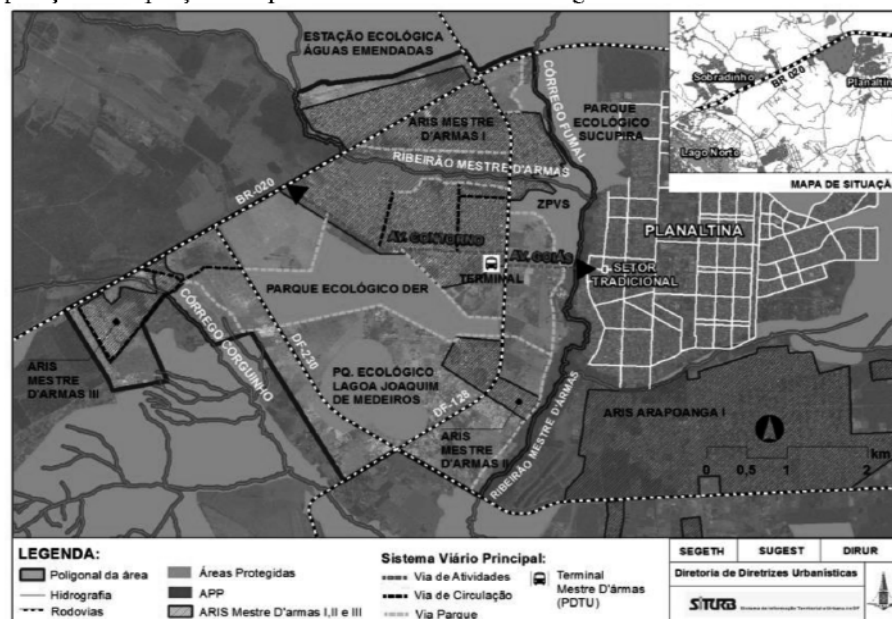 ESTAÇÃO ECOLÓGICA
ÁGUAS EMENDADAS
CÓRREGO FUMAL
PARQUE
ECOLÓGICO
SUCUPIRA
ARIS MESTRE
D'ARMAS I
RIBEIRÃO MESTRE D'ARMAS
BR-020
Sobradinho
BR 020
Planaltina
Lago Norte
MAPA DE SITUAÇÃO
ZPVS
PLANALTINA
AV. CONTORNO
AV. GOIÁS
TERMINAL
SETOR
TRADICIONAL
PARQUE ECOLÓGICO DER
CÓRREGO CORGUINHO
DF-230
ARIS
MESTRE
D'ARMAS III
PQ. ECOLÓGICO
LAGOA JOAQUIM
DE MEDEIROS
DF-128
ARIS
MESTRE
D'ARMAS II
RIBEIRÃO MESTRE D'ARMAS
ARIS ARAPOANGA I
0 0,5 1 2
km
LEGENDA:
Poligonal da área
Hidrografia
Rodovias
Áreas Protegidas
APP
ARIS Mestre D'armas I,II e III
Sistema Viário Principal:
Via de Atividades
Via de Circulação
Via Parque
Terminal
Mestre D'ármas
(PDTU)
SEGETH SUGEST DIRUR
Diretoria de Diretrizes Urbanísticas
SITURB